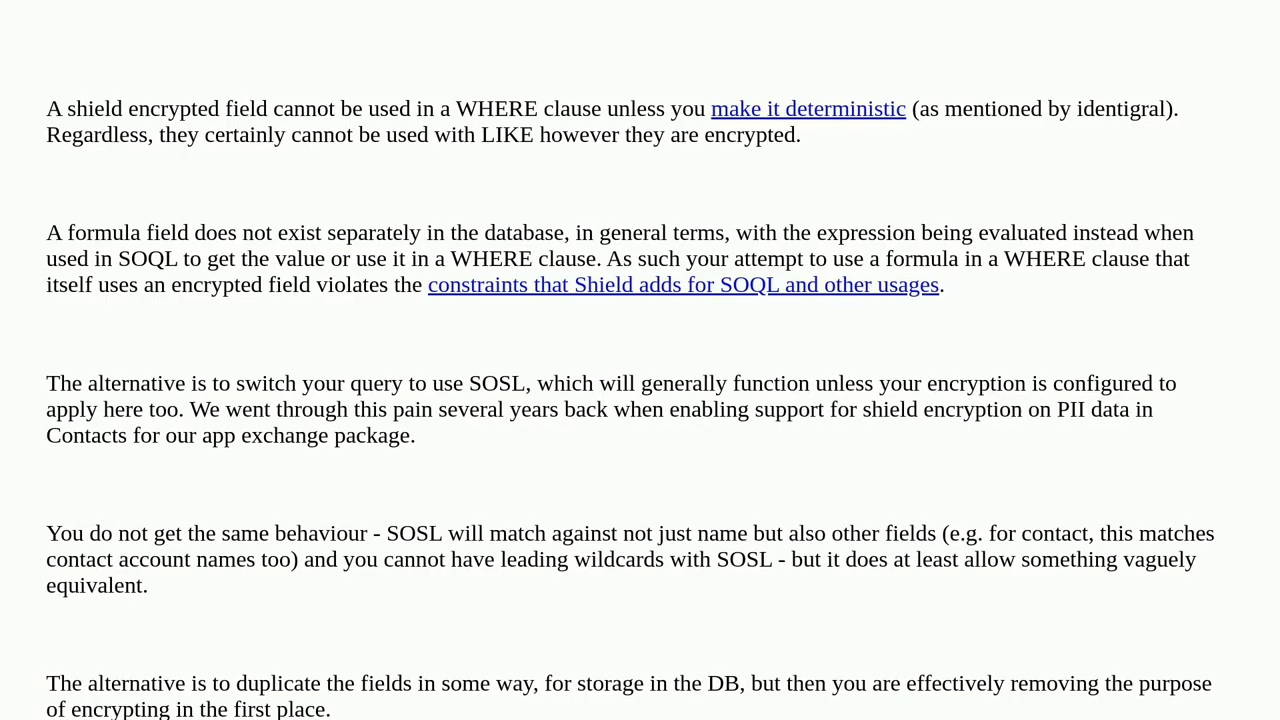 A shield encrypted field cannot be used in a WHERE clause unless you make it deterministic (as mentioned by identigral).
Regardless, they certainly cannot be used with LIKE however they are encrypted.
A formula field does not exist separately in the database, in general terms, with the expression being evaluated instead when
used in SOQL to get the value or use it in a WHERE clause. As such your attempt to use a formula in a WHERE clause that
itself uses an encrypted field violates the constraints that Shield adds for SOQL and other usages.
The alternative is to switch your query to use SOSL, which will generally function unless your encryption is configured to
apply here too. We went through this pain several years back when enabling support for shield encryption on PII data in
Contacts for our app exchange package.
You do not get the same behaviour - SOSL will match against not just name but also other fields (e.g. for contact, this matches
contact account names too) and you cannot have leading wildcards with SOSL - but it does at least allow something vaguely
equivalent.
The alternative is to duplicate the fields in some way, for storage in the DB, but then you are effectively removing the purpose
of encrypting in the first place.